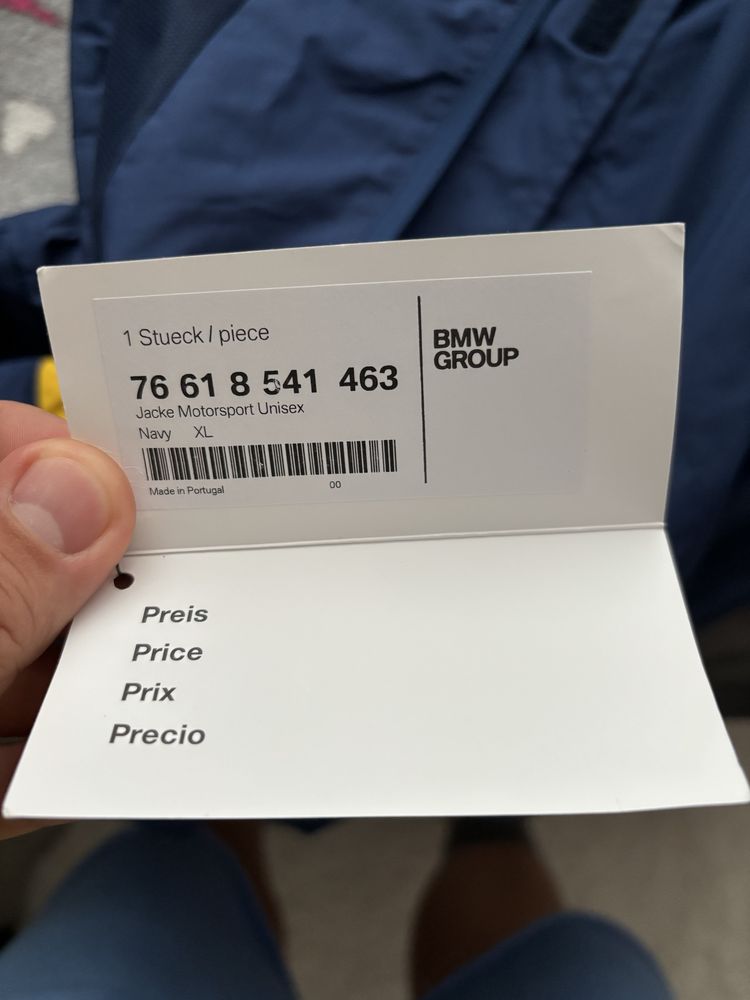 1 Stueck / piece
76 61 8 541 463
Jacke Motorsport Unisex
Navy XL
Made in Portugal 00
BMW
GROUP
Preis
Price
Prix
Precio